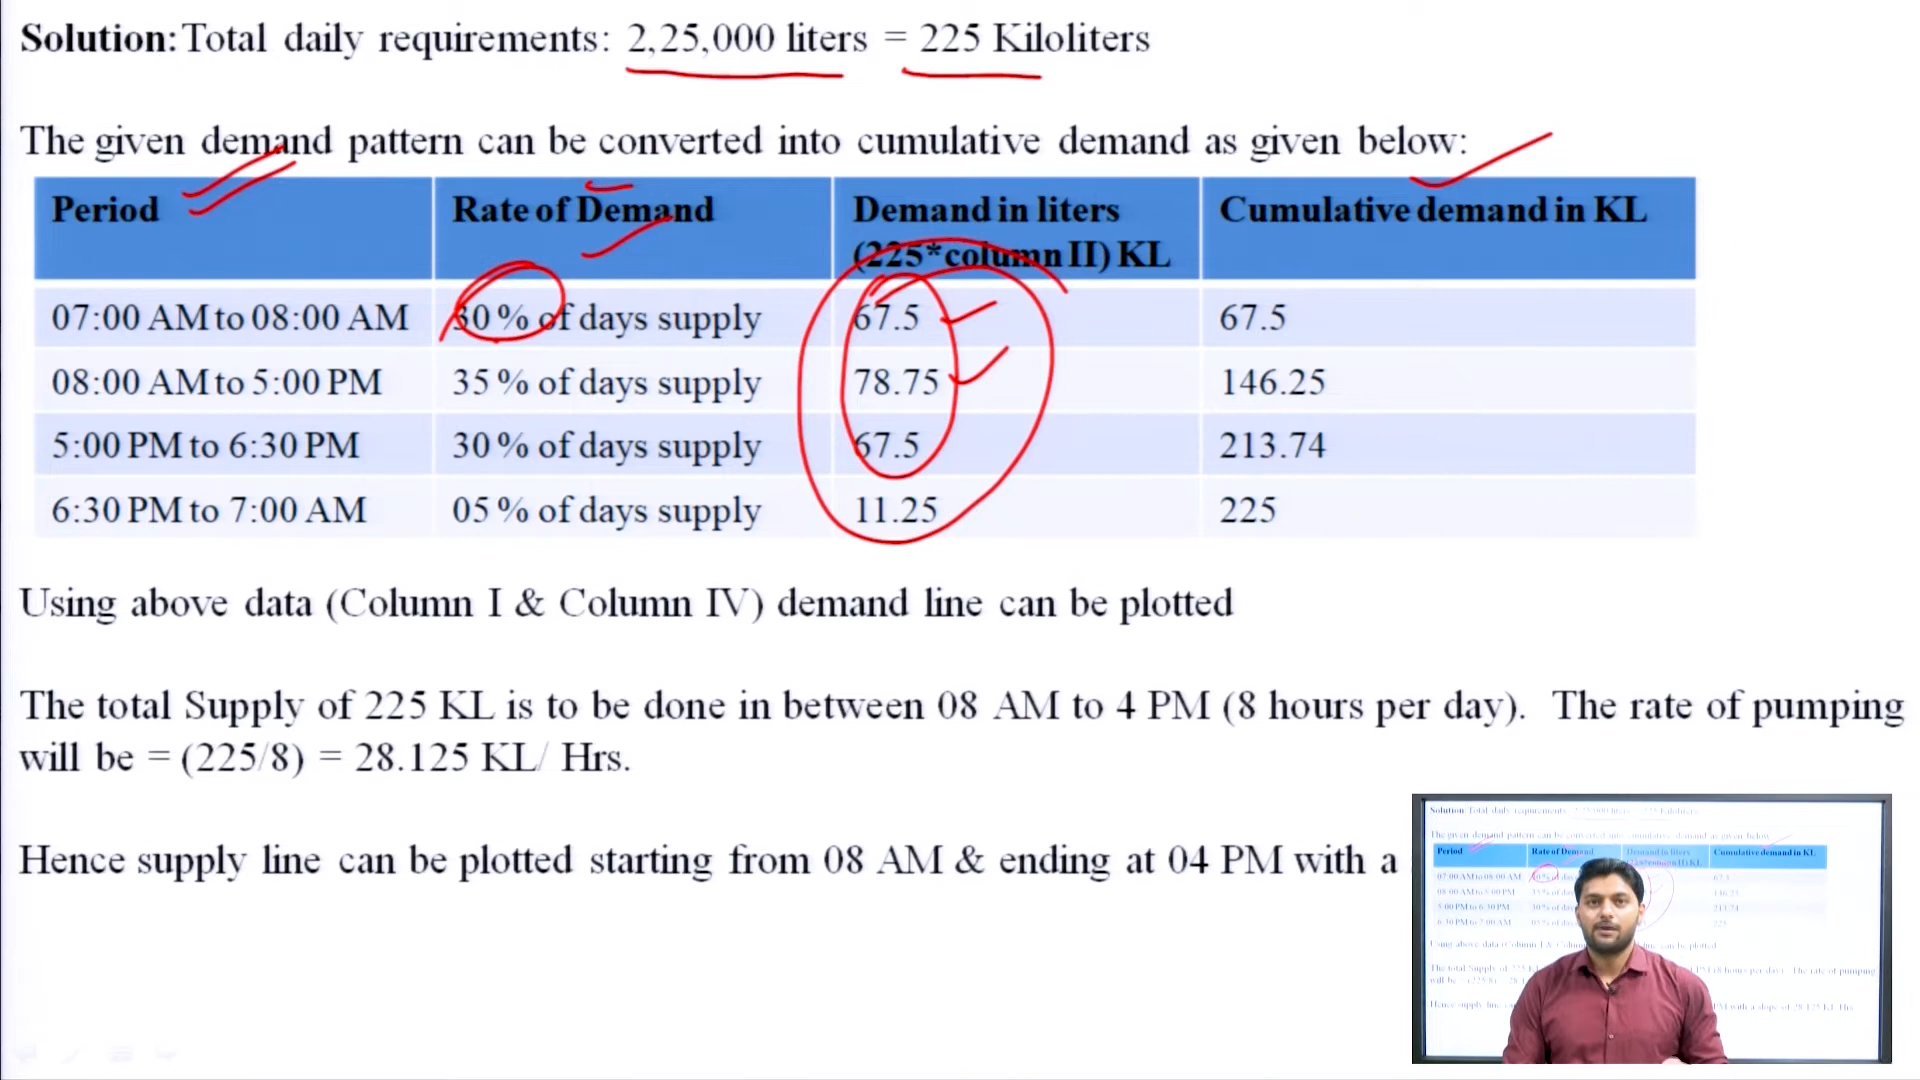 Solution: Total daily requirements: 2,25,000 liters = 225 Kiloliters
The given demand pattern can be converted into cumulative demand as given below:
Period Rate of Demand Demand in liters (225*column II) KL Cumulative demand in KL
07:00 AM to 08:00 AM 30 % of days supply 67.5 67.5
08:00 AM to 5:00 PM 35 % of days supply 78.75 146.25
5:00 PM to 6:30 PM 30 % of days supply 67.5 213.74
6:30 PM to 7:00 AM 05 % of days supply 11.25 225
Using above data (Column I & Column IV) demand line can be plotted
The total Supply of 225 KL is to be done in between 08 AM to 4 PM (8 hours per day). The rate of pumping
will be = (225/8) = 28.125 KL/ Hrs.
Hence supply line can be plotted starting from 08 AM & ending at 04 PM with a